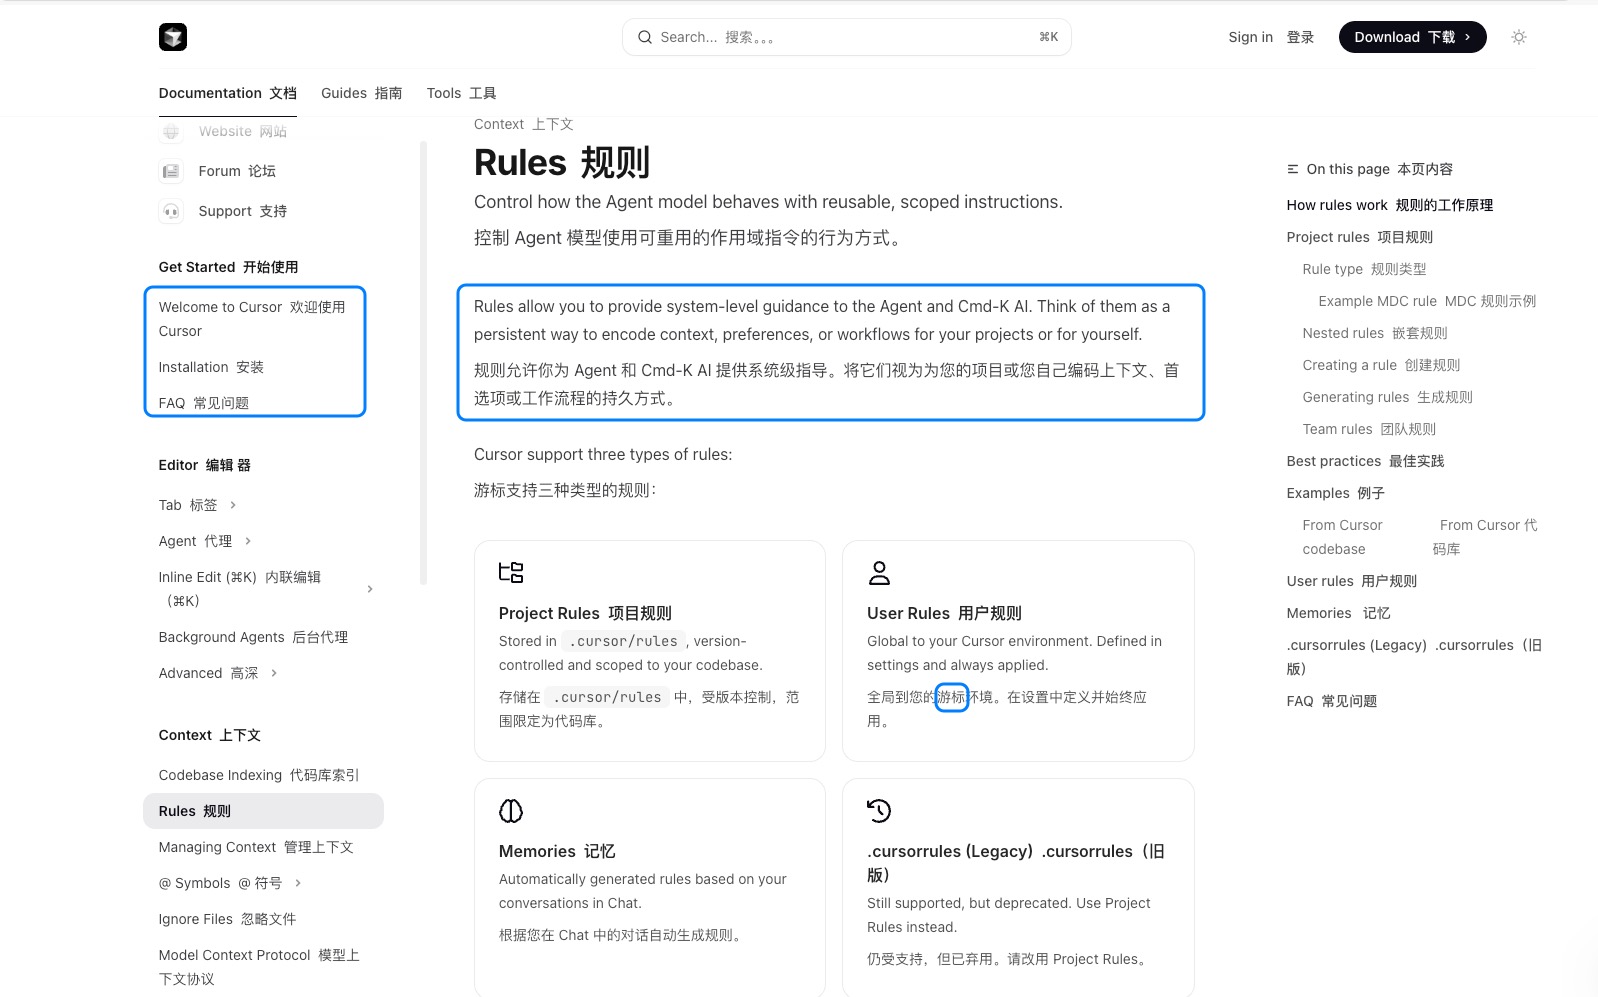 Search... 搜索。。。
⌘K
Sign in 登录
Download 下载 ›
Documentation 文档
Guides 指南
Tools 工具
Website 网站
Forum 论坛
Support 支持
Get Started 开始使用
Welcome to Cursor 欢迎使用
Cursor
Installation 安装
FAQ 常见问题
Editor 编辑 器
Tab 标签
Agent 代理
Inline Edit (⌘K) 内联编辑
（⌘K）
Background Agents 后台代理
Advanced 高深
Context 上下文
Codebase Indexing 代码库索引
Rules 规则
Managing Context 管理上下文
@ Symbols @ 符号
Ignore Files 忽略文件
Model Context Protocol 模型上
下文协议
Context 上下文
Rules 规则
Control how the Agent model behaves with reusable, scoped instructions.
控制 Agent 模型使用可重用的作用域指令的行为方式。
Rules allow you to provide system-level guidance to the Agent and Cmd-K AI. Think of them as a
persistent way to encode context, preferences, or workflows for your projects or for yourself.
规则允许你为 Agent 和 Cmd-K AI 提供系统级指导。将它们视为为您的项目或您自己编码上下文、首
选项或工作流程的持久方式。
Cursor support three types of rules:
游标支持三种类型的规则：
Project Rules 项目规则
Stored in .cursor/rules, version-
controlled and scoped to your codebase.
存储在 .cursor/rules 中，受版本控制，范
围限定为代码库。
User Rules 用户规则
Global to your Cursor environment. Defined in
settings and always applied.
全局到您的游标环境。在设置中定义并始终应
用。
Memories 记忆
Automatically generated rules based on your
conversations in Chat.
根据您在 Chat 中的对话自动生成规则。
.cursorrules (Legacy) .cursorrules（旧
版）
Still supported, but deprecated. Use Project
Rules instead.
仍受支持，但已弃用。请改用 Project Rules。
On this page 本页内容
How rules work 规则的工作原理
Project rules 项目规则
Rule type 规则类型
Example MDC rule MDC 规则示例
Nested rules 嵌套规则
Creating a rule 创建规则
Generating rules 生成规则
Team rules 团队规则
Best practices 最佳实践
Examples 例子
From Cursor From Cursor 代
codebase 码库
User rules 用户规则
Memories 记忆
.cursorrules (Legacy) .cursorrules（旧
版）
FAQ 常见问题